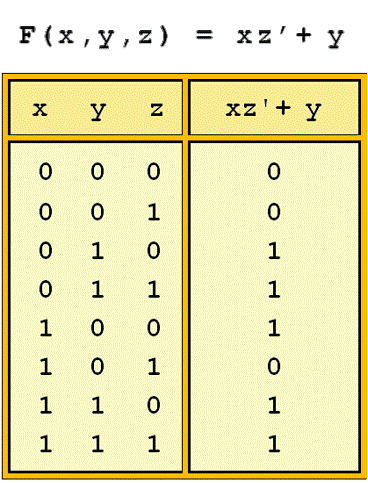 F(x,y,z) = xz'+ y
x y z xz'+ y
0 0 0 0
0 0 1 0
0 1 0 1
0 1 1 1
1 0 0 1
1 0 1 0
1 1 0 1
1 1 1 1